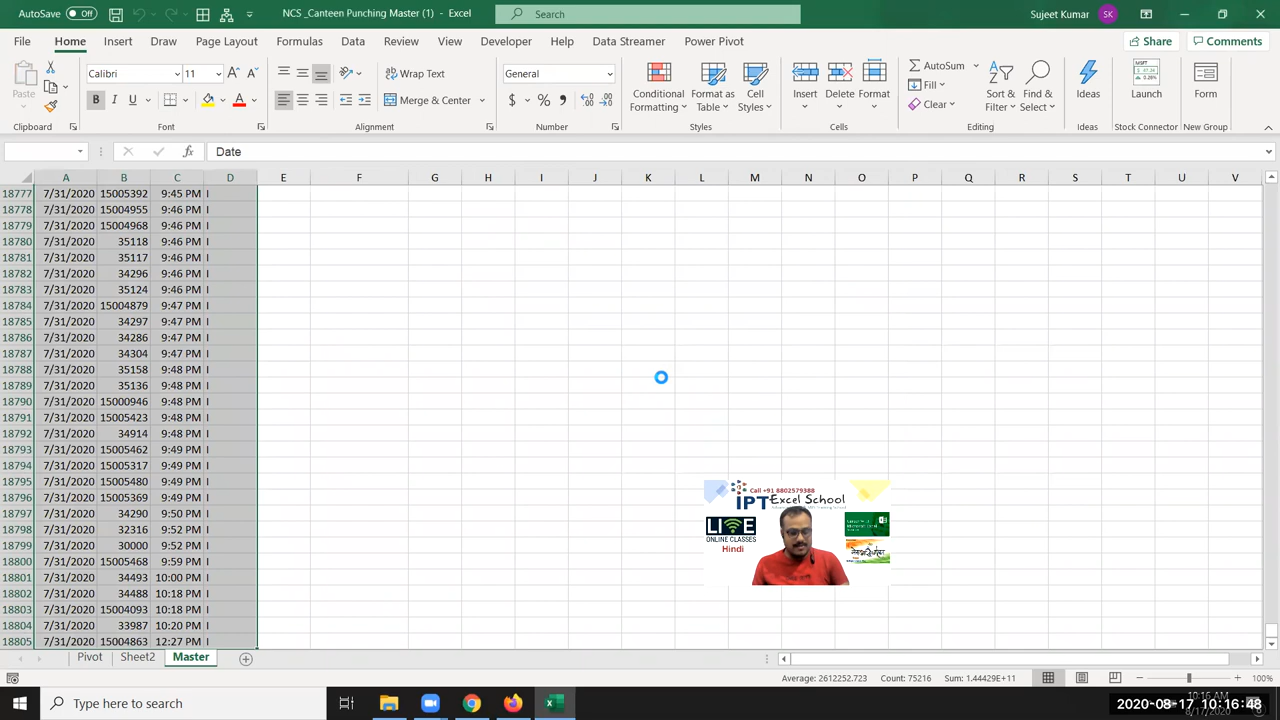 AutoSave Off NCS _Canteen Punching Master (1) - Excel Search Sujeet Kumar SK
File Home Insert Draw Page Layout Formulas Data Review View Developer Help Data Streamer Power Pivot Share Comments
Paste Calibri 11 Wrap Text General Conditional Formatting Format as Table Cell Styles Insert Delete Format AutoSum Fill Clear Sort & Filter Find & Select Ideas Launch Form
B I U A Merge & Center $ % ,
Clipboard Font Alignment Number Styles Cells Editing Ideas Stock Connector New Group
fx Date
A B C D E F G H I J K L M N O P Q R S T U V
18777 7/31/2020 15005392 9:45 PM I
18778 7/31/2020 15004955 9:46 PM I
18779 7/31/2020 15004968 9:46 PM I
18780 7/31/2020 35118 9:46 PM I
18781 7/31/2020 35117 9:46 PM I
18782 7/31/2020 34296 9:46 PM I
18783 7/31/2020 35124 9:46 PM I
18784 7/31/2020 15004879 9:47 PM I
18785 7/31/2020 34297 9:47 PM I
18786 7/31/2020 34286 9:47 PM I
18787 7/31/2020 34304 9:47 PM I
18788 7/31/2020 35158 9:48 PM I
18789 7/31/2020 35136 9:48 PM I
18790 7/31/2020 15000946 9:48 PM I
18791 7/31/2020 15005423 9:48 PM I
18792 7/31/2020 34914 9:48 PM I
18793 7/31/2020 15005462 9:49 PM I
18794 7/31/2020 15005317 9:49 PM I
18795 7/31/2020 15005480 9:49 PM I
18796 7/31/2020 15005369 9:49 PM I
18797 7/31/2020 34929 9:50 PM I
18798 7/31/2020 32316 9:52 PM I
18799 7/31/2020 30000 9:52 PM I
18800 7/31/2020 15005468 9:59 PM I
18801 7/31/2020 34493 10:00 PM I
18802 7/31/2020 34488 10:18 PM I
18803 7/31/2020 15004093 10:18 PM I
18804 7/31/2020 33987 10:20 PM I
18805 7/31/2020 15004863 12:27 PM I
Call +91 8802579388
IPT Excel School
LIVE
ONLINE CLASSES
Hindi
Pivot Sheet2 Master
Average: 2612252.723 Count: 75216 Sum: 1.44429E+11 100%
Type here to search
10:16 AM
8/17/2020
2020-08-17 10:16:48